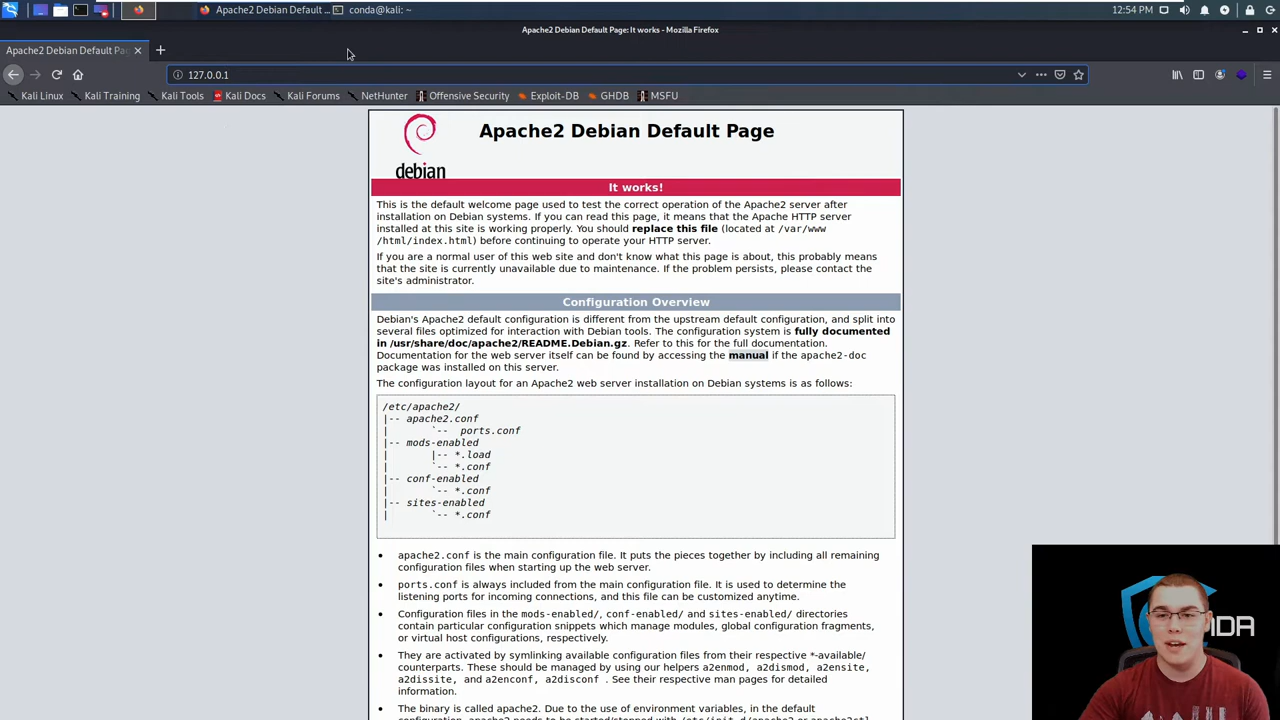 Apache2 Debian Default ...
conda@kali: ~
12:54 PM
Apache2 Debian Default Page: It works - Mozilla Firefox
Apache2 Debian Default Pag
127.0.0.1
Kali Linux
Kali Training
Kali Tools
Kali Docs
Kali Forums
NetHunter
Offensive Security
Exploit-DB
GHDB
MSFU
debian
Apache2 Debian Default Page
It works!
This is the default welcome page used to test the correct operation of the Apache2 server after
installation on Debian systems. If you can read this page, it means that the Apache HTTP server
installed at this site is working properly. You should replace this file (located at /var/www
/html/index.html) before continuing to operate your HTTP server.
If you are a normal user of this web site and don't know what this page is about, this probably means
that the site is currently unavailable due to maintenance. If the problem persists, please contact the
site's administrator.
Configuration Overview
Debian's Apache2 default configuration is different from the upstream default configuration, and split into
several files optimized for interaction with Debian tools. The configuration system is fully documented
in /usr/share/doc/apache2/README.Debian.gz. Refer to this for the full documentation.
Documentation for the web server itself can be found by accessing the manual if the apache2-doc
package was installed on this server.
The configuration layout for an Apache2 web server installation on Debian systems is as follows:
/etc/apache2/
|-- apache2.conf
|       `--  ports.conf
|-- mods-enabled
|       |-- *.load
|       `-- *.conf
|-- conf-enabled
|       `-- *.conf
|-- sites-enabled
|       `-- *.conf
• apache2.conf is the main configuration file. It puts the pieces together by including all remaining
configuration files when starting up the web server.
• ports.conf is always included from the main configuration file. It is used to determine the
listening ports for incoming connections, and this file can be customized anytime.
• Configuration files in the mods-enabled/, conf-enabled/ and sites-enabled/ directories
contain particular configuration snippets which manage modules, global configuration fragments,
or virtual host configurations, respectively.
• They are activated by symlinking available configuration files from their respective *-available/
counterparts. These should be managed by using our helpers a2enmod, a2dismod, a2ensite,
a2dissite, and a2enconf, a2disconf . See their respective man pages for detailed
information.
• The binary is called apache2. Due to the use of environment variables, in the default
configuration, apache2 needs to be started/stopped with /etc/init.d/apache2 or apache2ctl.
IDA